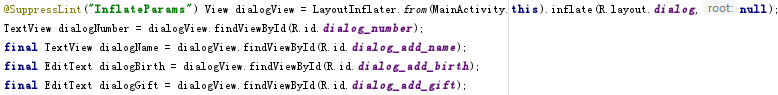 @SuppressLint("InflateParams") View dialogView = LayoutInflater.from(MainActivity.this).inflate(R.layout.dialog, root: null);
TextView dialogNumber = dialogView.findViewById(R.id.dialog_number);
final TextView dialogName = dialogView.findViewById(R.id.dialog_add_name);
final EditText dialogBirth = dialogView.findViewById(R.id.dialog_add_birth);
final EditText dialogGift = dialogView.findViewById(R.id.dialog_add_gift);